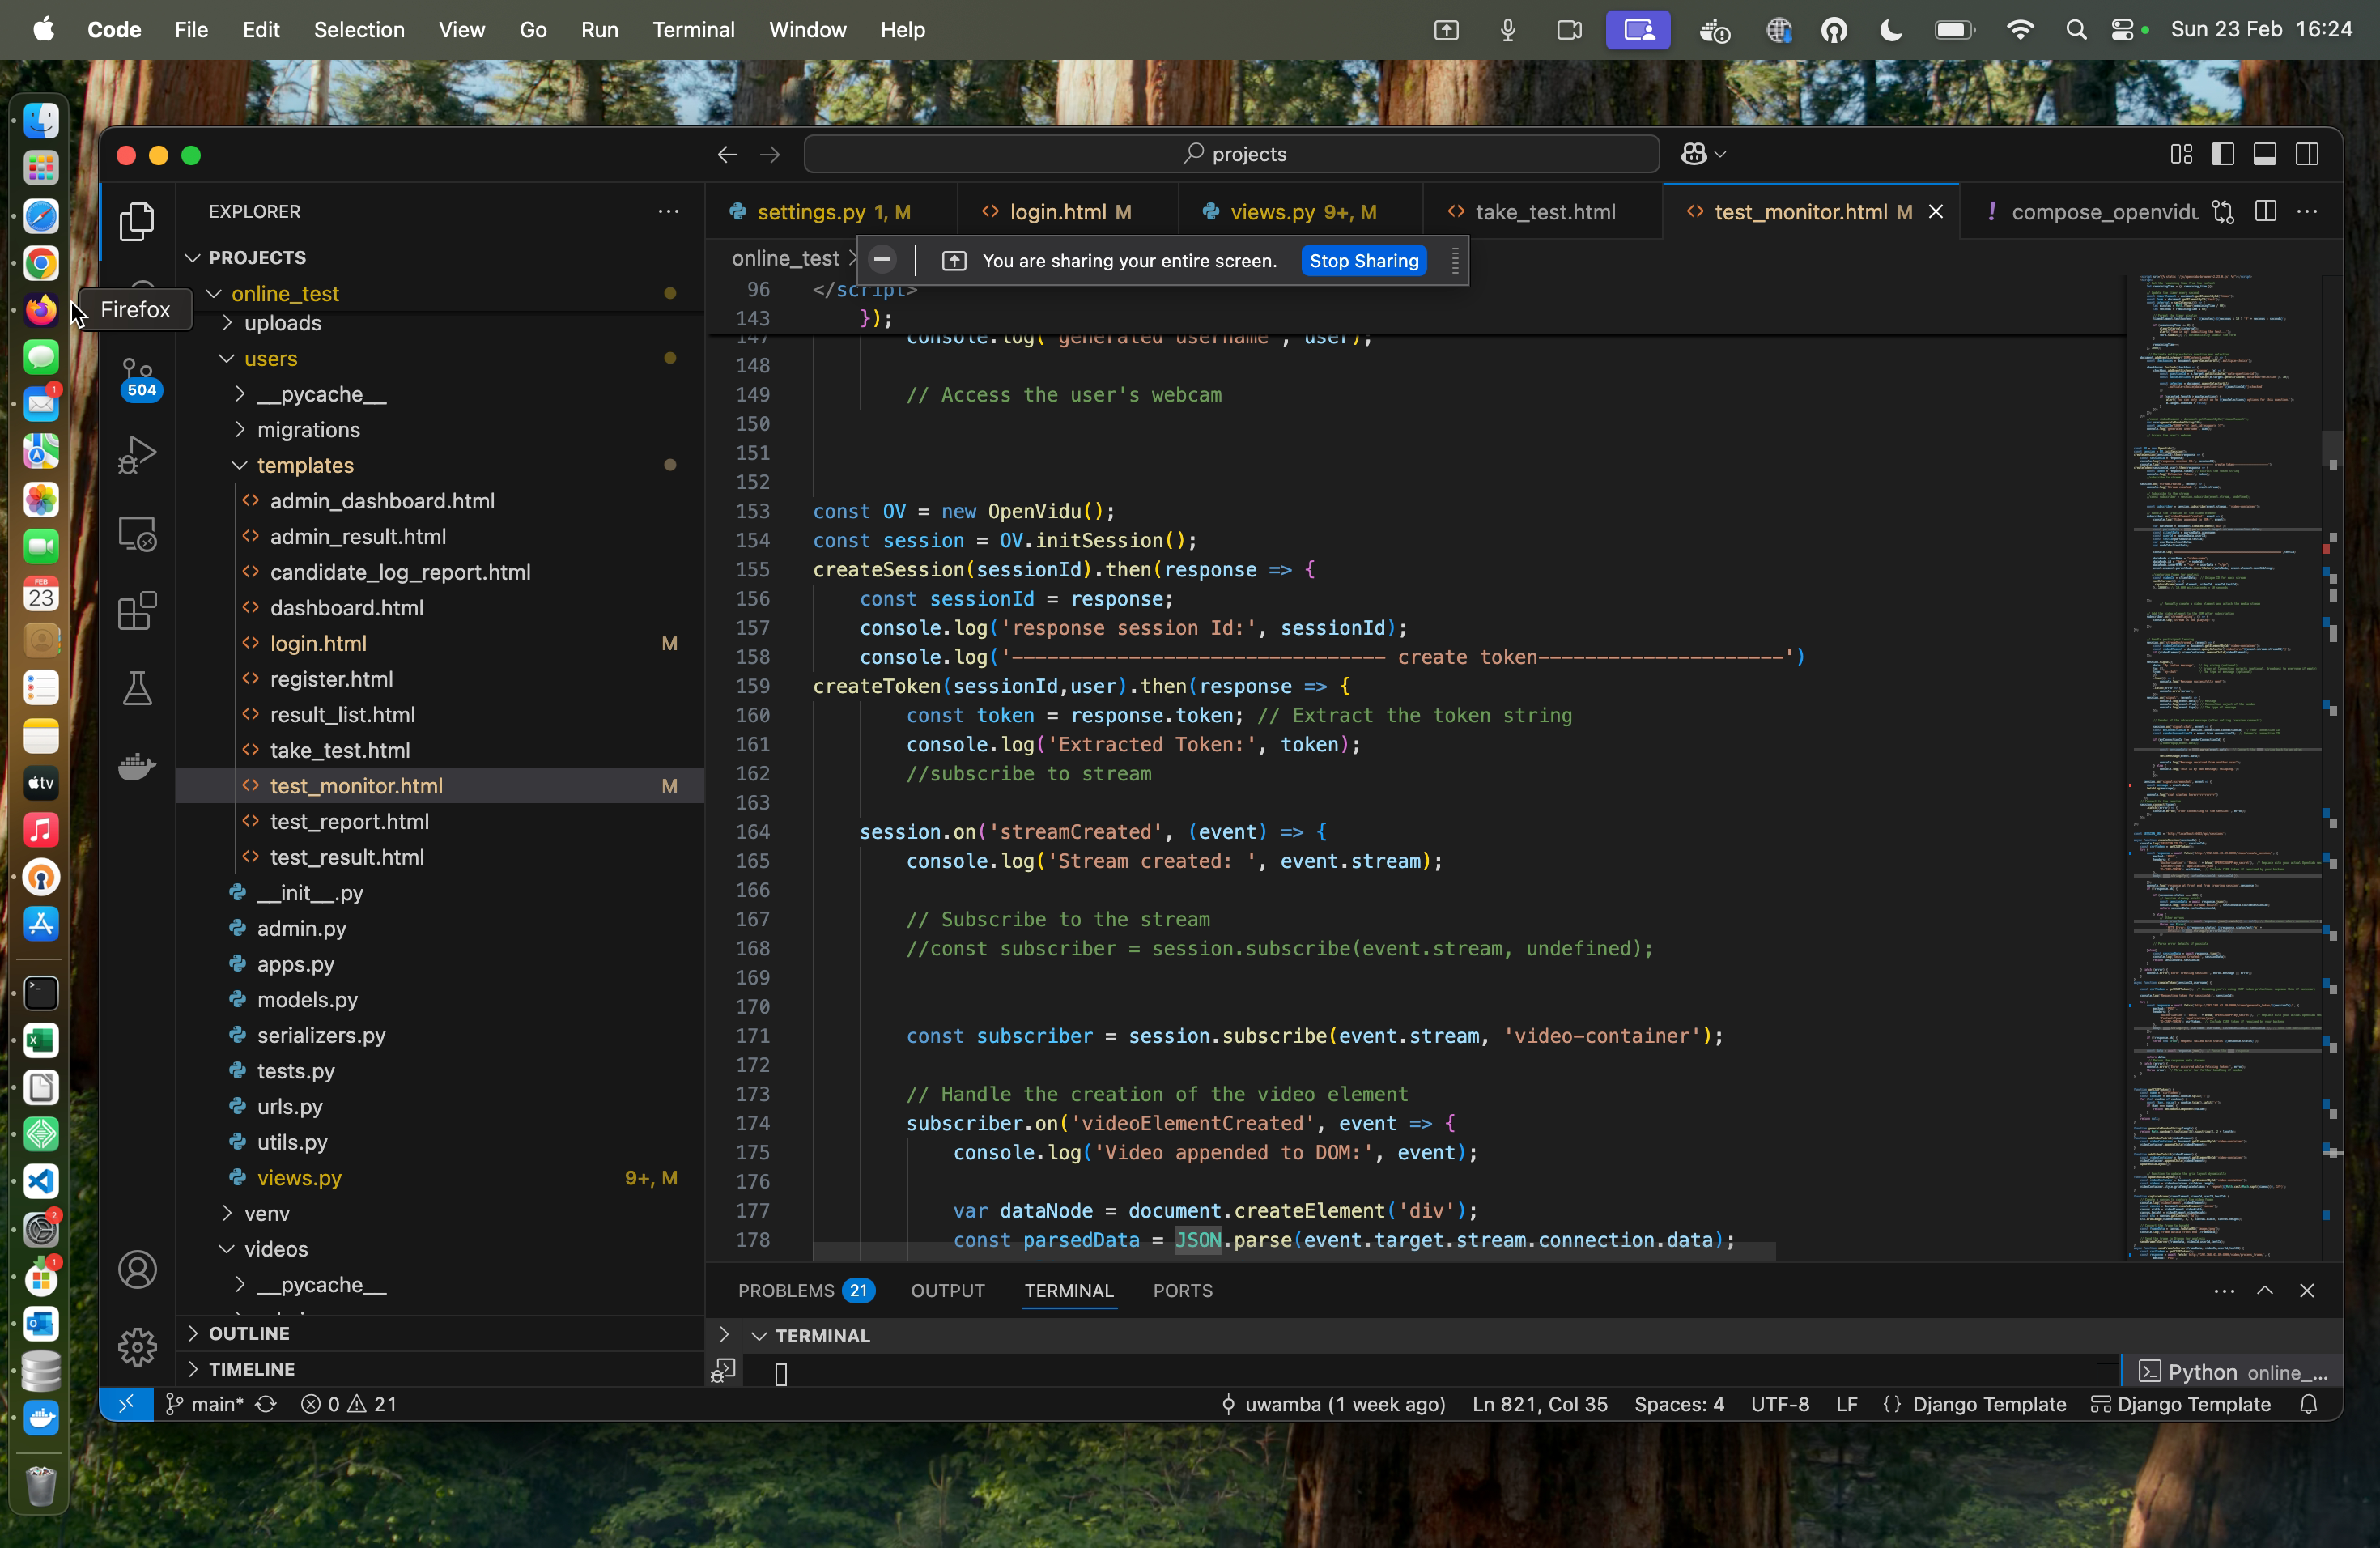 Code File Edit Selection View Go Run Terminal Window Help Sun 23 Feb 16:24
projects
EXPLORER
PROJECTS
online_test
uploads
users
__pycache__
migrations
templates
admin_dashboard.html
admin_result.html
candidate_log_report.html
dashboard.html
login.html M
register.html
result_list.html
take_test.html
test_monitor.html M
test_report.html
test_result.html
__init__.py
admin.py
apps.py
models.py
serializers.py
tests.py
urls.py
utils.py
views.py 9+, M
venv
videos
__pycache__
OUTLINE
TIMELINE
Firefox
504
1
FEB
23
tv
2
1
settings.py 1, M login.html M views.py 9+, M take_test.html test_monitor.html M compose_openvidu
online_test
You are sharing your entire screen. Stop Sharing
96 </script>
143 });
147 console.log( generated username , user);
148
149 // Access the user's webcam
150
151
152
153 const OV = new OpenVidu();
154 const session = OV.initSession();
155 createSession(sessionId).then(response => {
156 const sessionId = response;
157 console.log('response session Id:', sessionId);
158 console.log('-------------------------------- create token---------------------')
159 createToken(sessionId,user).then(response => {
160 const token = response.token; // Extract the token string
161 console.log('Extracted Token:', token);
162 //subscribe to stream
163
164 session.on('streamCreated', (event) => {
165 console.log('Stream created: ', event.stream);
166
167 // Subscribe to the stream
168 //const subscriber = session.subscribe(event.stream, undefined);
169
170
171 const subscriber = session.subscribe(event.stream, 'video-container');
172
173 // Handle the creation of the video element
174 subscriber.on('videoElementCreated', event => {
175 console.log('Video appended to DOM:', event);
176
177 var dataNode = document.createElement('div');
178 const parsedData = JSON.parse(event.target.stream.connection.data);
PROBLEMS 21 OUTPUT TERMINAL PORTS
TERMINAL
Python online_...
main* 0 21 uwamba (1 week ago) Ln 821, Col 35 Spaces: 4 UTF-8 LF {} Django Template Django Template